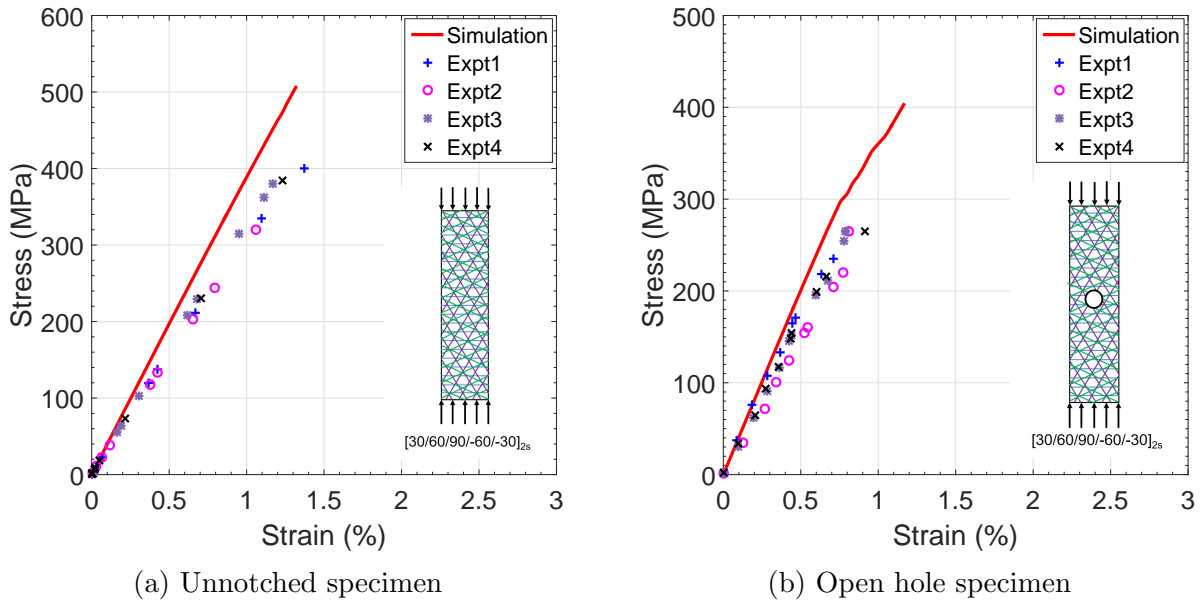 600
500
400
300
200
100
0
0
0.5
1
1.5
2
2.5
3
Stress (MPa)
Strain (%)
Simulation
Expt1
Expt2
Expt3
Expt4
[30/60/90/-60/-30]2s
(a) Unnotched specimen
500
400
300
200
100
0
0
0.5
1
1.5
2
2.5
3
Stress (MPa)
Strain (%)
Simulation
Expt1
Expt2
Expt3
Expt4
[30/60/90/-60/-30]2s
(b) Open hole specimen